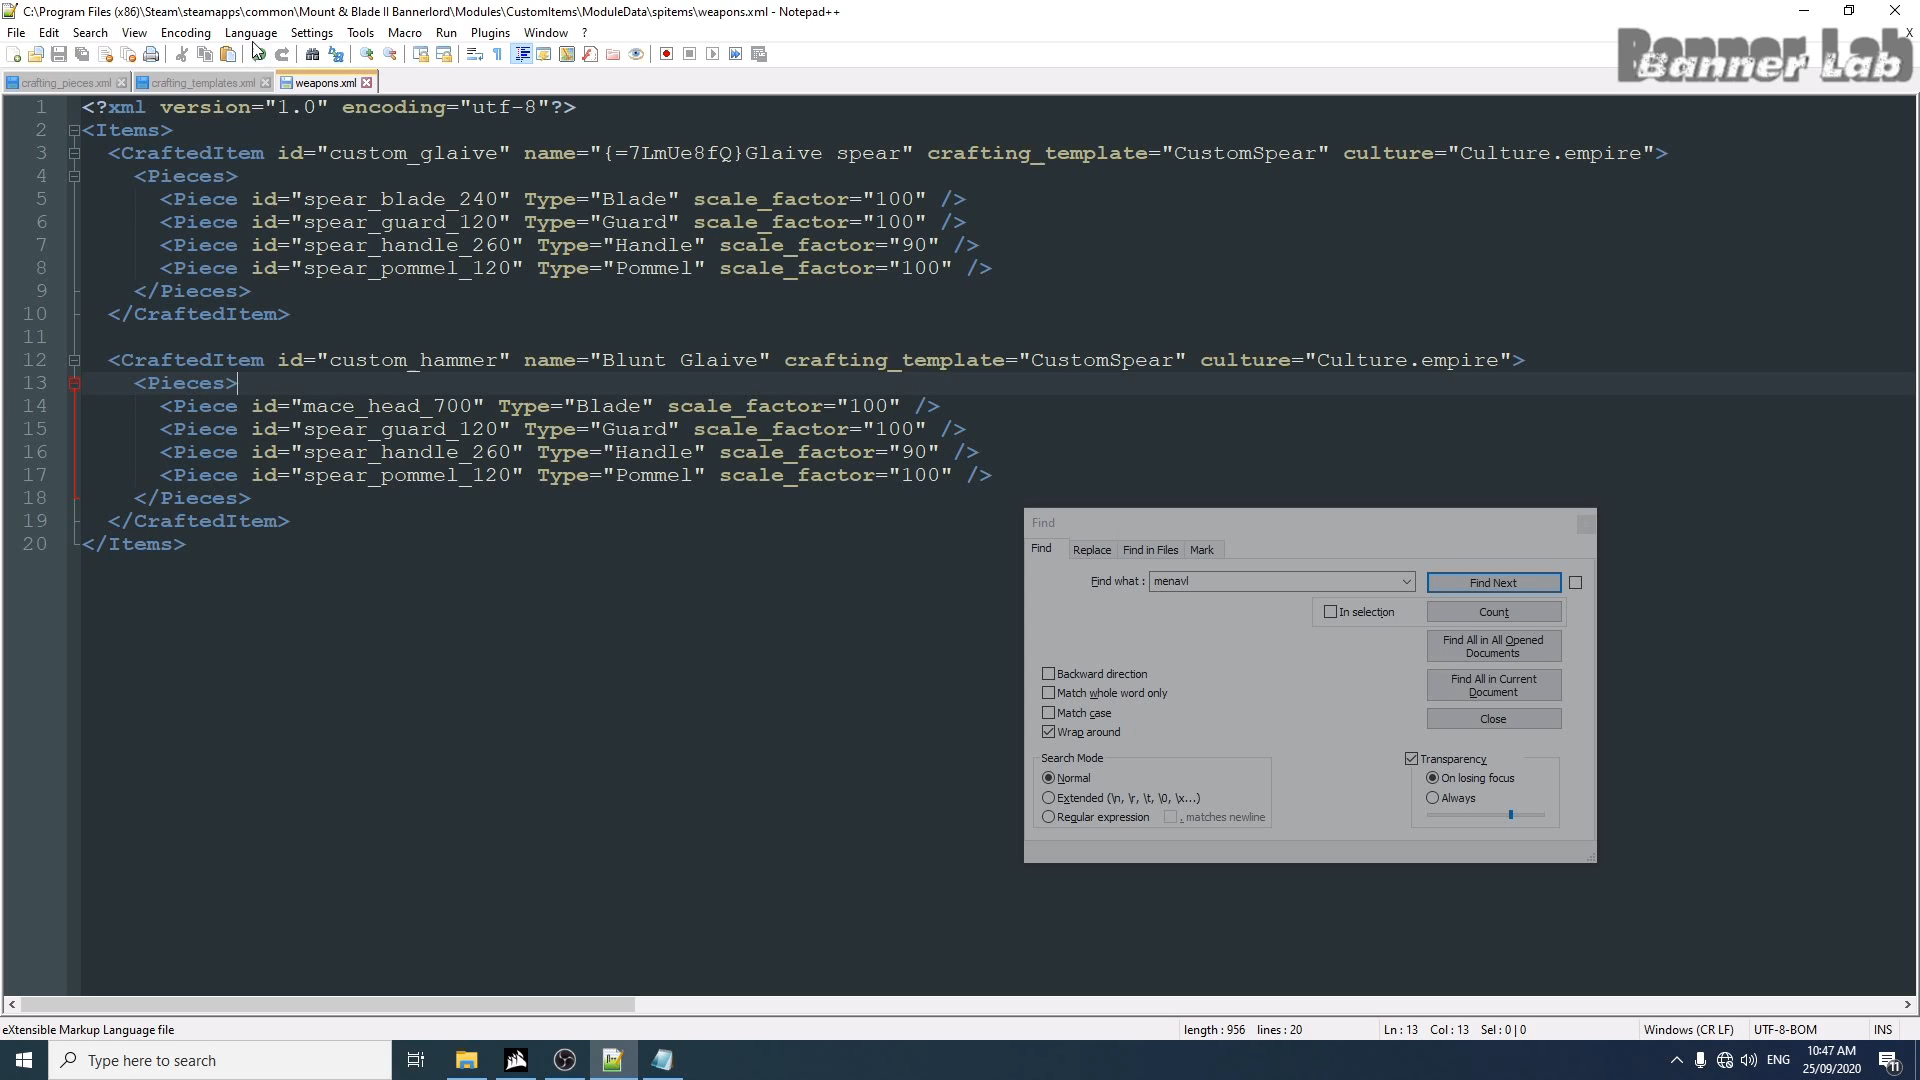 C:\Program Files (x86)\Steam\steamapps\common\Mount & Blade II Bannerlord\Modules\CustomItems\ModuleData\spitems\weapons.xml - Notepad++
File Edit Search View Encoding Language Settings Tools Macro Run Plugins Window ? X
Banner Lab
crafting_pieces.xml crafting_templates.xml weapons.xml
1 <?xml version="1.0" encoding="utf-8"?>
2 <Items>
3 <CraftedItem id="custom_glaive" name="{=7LmUe8fQ}Glaive spear" crafting_template="CustomSpear" culture="Culture.empire">
4 <Pieces>
5 <Piece id="spear_blade_240" Type="Blade" scale_factor="100" />
6 <Piece id="spear_guard_120" Type="Guard" scale_factor="100" />
7 <Piece id="spear_handle_260" Type="Handle" scale_factor="90" />
8 <Piece id="spear_pommel_120" Type="Pommel" scale_factor="100" />
9 </Pieces>
10 </CraftedItem>
11
12 <CraftedItem id="custom_hammer" name="Blunt Glaive" crafting_template="CustomSpear" culture="Culture.empire">
13 <Pieces>
14 <Piece id="mace_head_700" Type="Blade" scale_factor="100" />
15 <Piece id="spear_guard_120" Type="Guard" scale_factor="100" />
16 <Piece id="spear_handle_260" Type="Handle" scale_factor="90" />
17 <Piece id="spear_pommel_120" Type="Pommel" scale_factor="100" />
18 </Pieces>
19 </CraftedItem>
20 </Items>
Find
Find Replace Find in Files Mark
Find what : menavl Find Next
In selection Count
Find All in All Opened Documents
Find All in Current Document
Close
Backward direction
Match whole word only
Match case
Wrap around
Search Mode
Normal
Extended (\n, \r, \t, \0, \x...)
Regular expression . matches newline
Transparency
On losing focus
Always
eXtensible Markup Language file length : 956 lines : 20 Ln : 13 Col : 13 Sel : 0 | 0 Windows (CR LF) UTF-8-BOM INS
Type here to search ENG 10:47 AM
25/09/2020 11